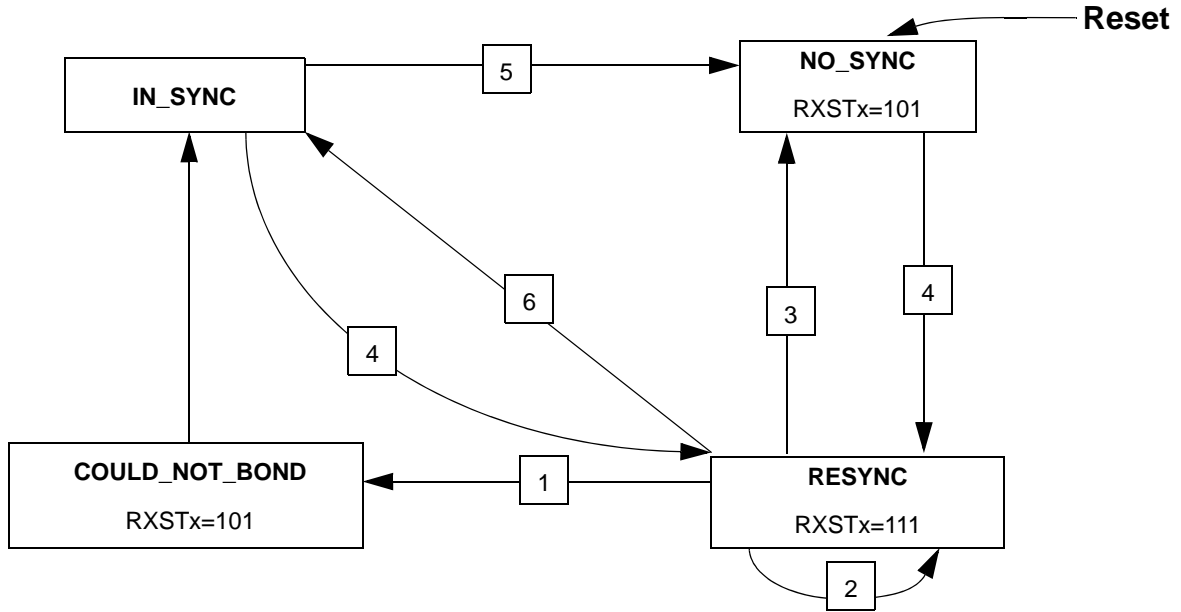 Reset
NO_SYNC
RXSTx=101
5
IN_SYNC
4
6
3
4
COULD_NOT_BOND
RXSTx=101
1
RESYNC
RXSTx=111
2